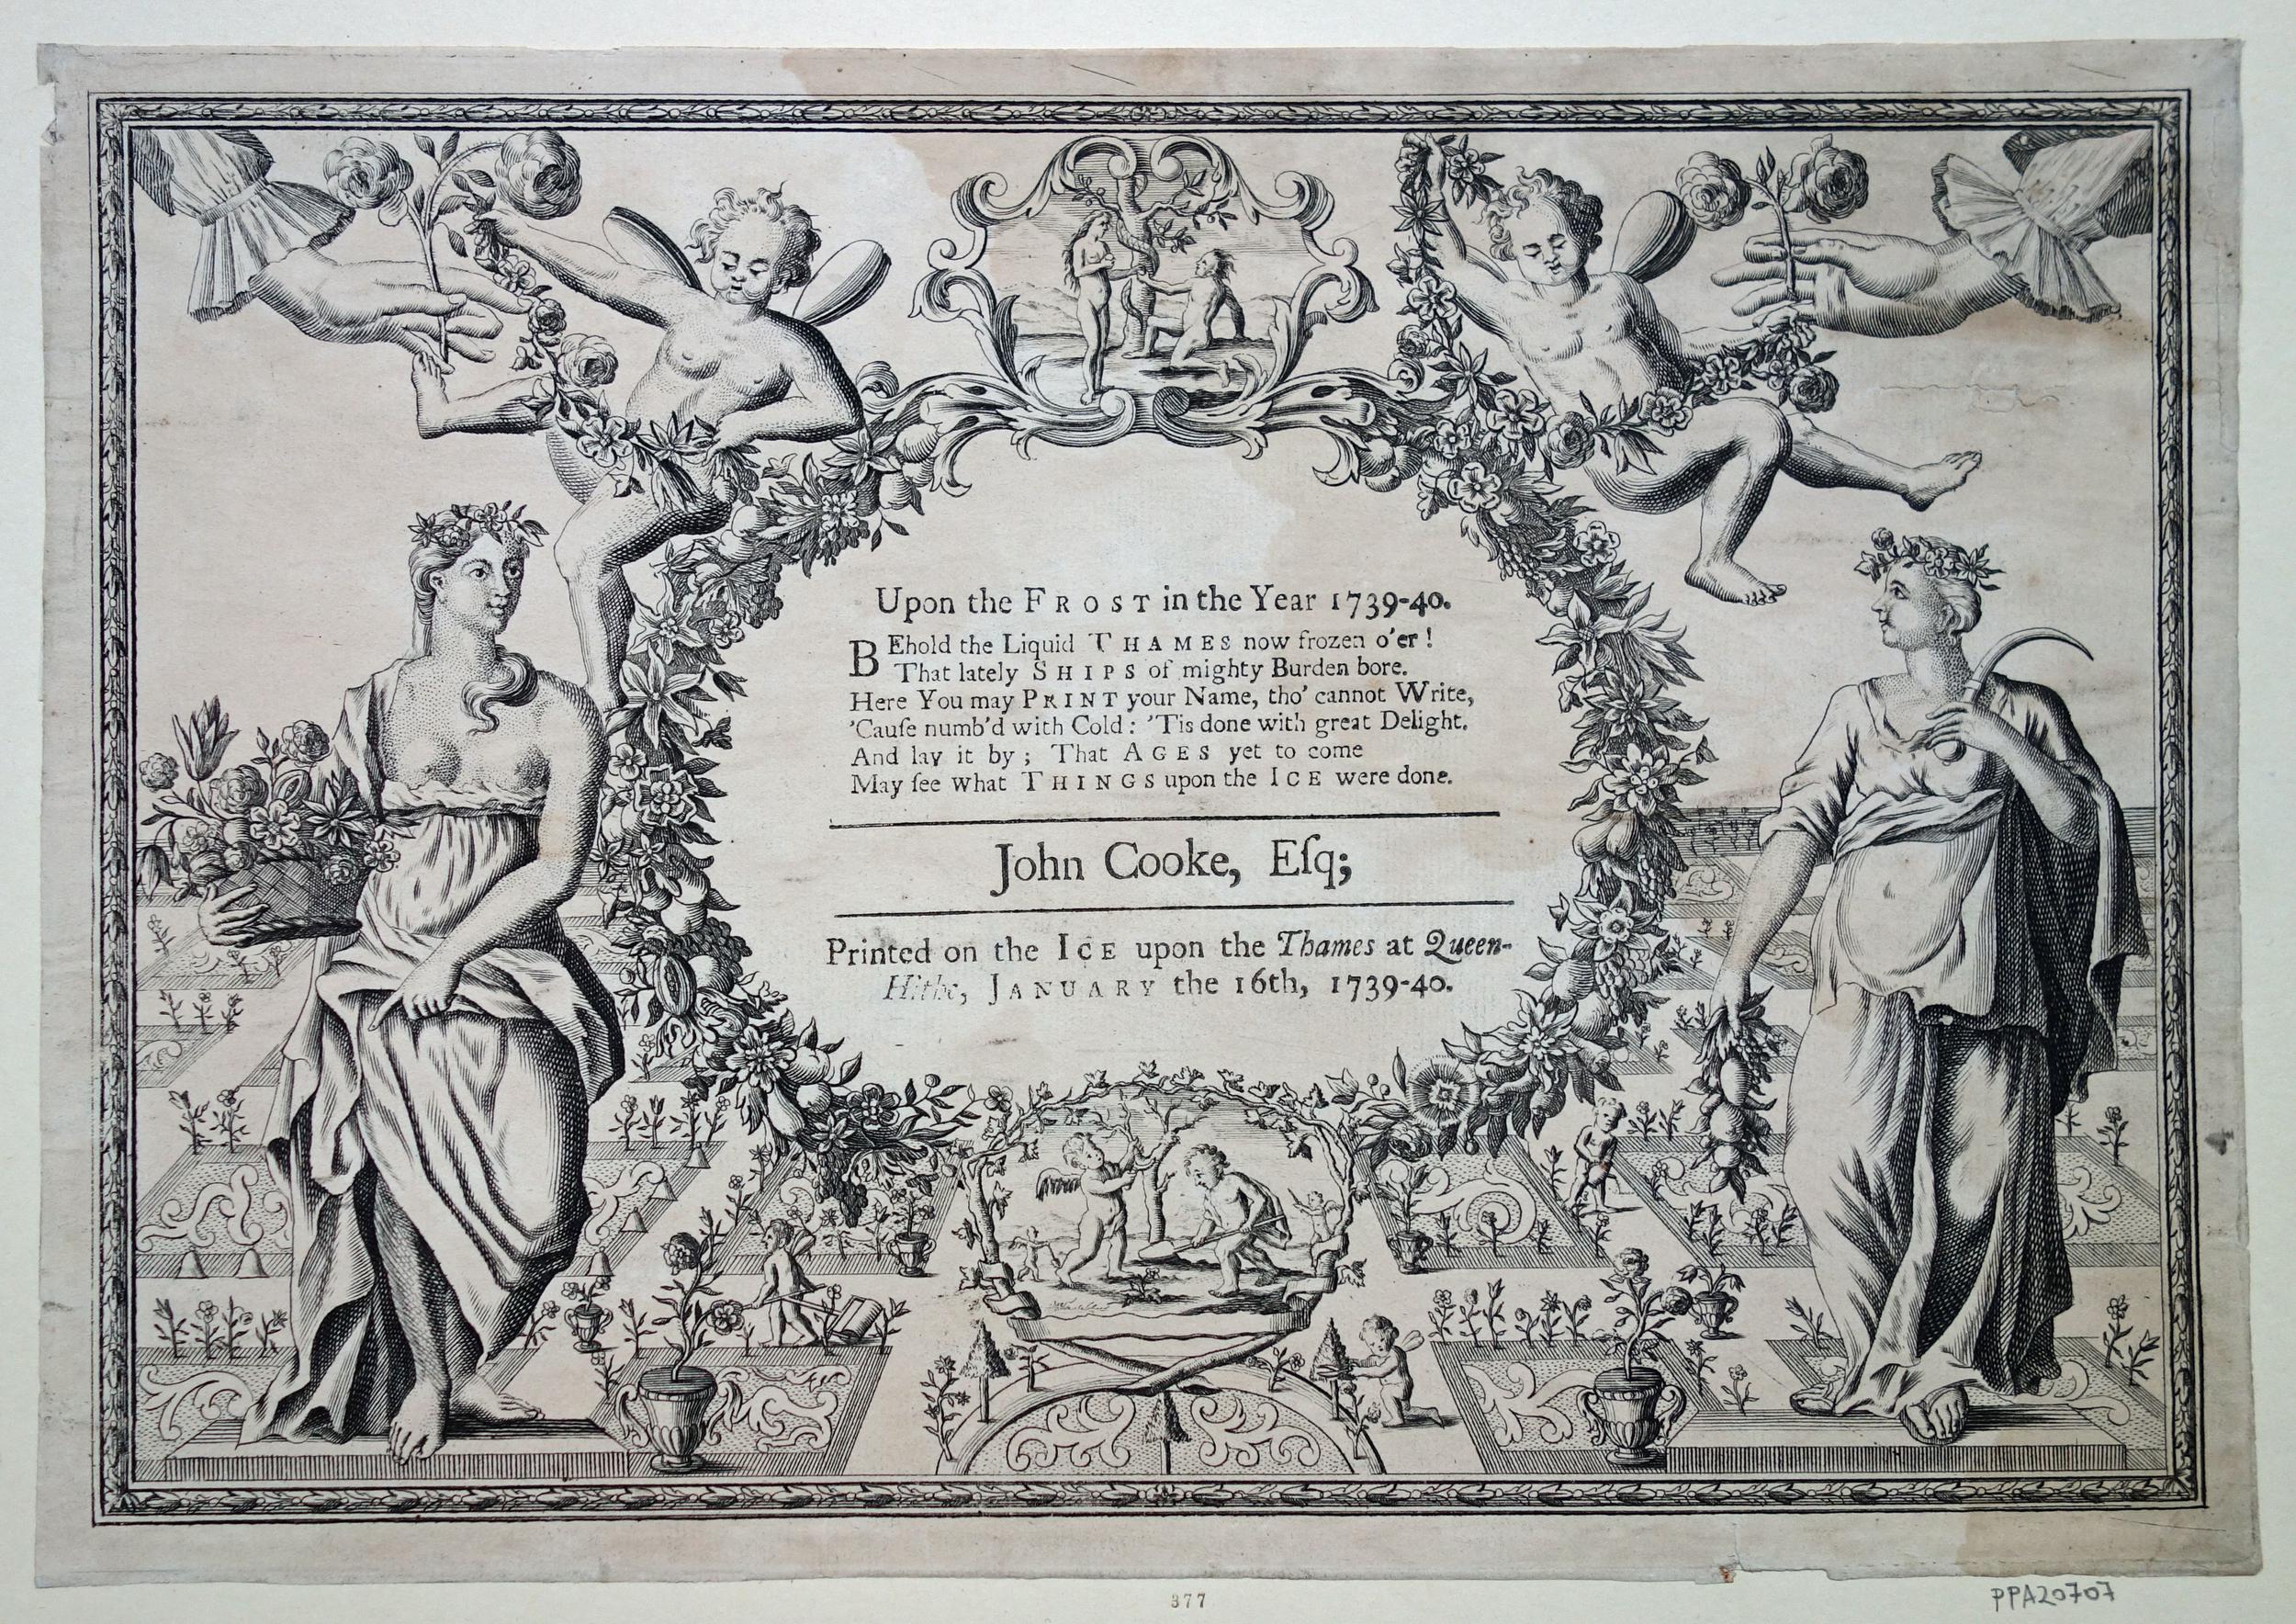 Upon the FROST in the Year 1739-40.
BEhold the Liquid THAMES now frozen o'er!
That lately SHIPS of mighty Burden bore.
Here You may PRINT your Name, tho' cannot Write,
'Cauſe numb'd with Cold: 'Tis done with great Delight.
And lay it by; That AGES yet to come
May ſee what THINGS upon the ICE were done.
John Cooke, Eſq;
Printed on the ICE upon the Thames at Queen-
Hithe, JANUARY the 16th, 1739-40.
377
PPA20707